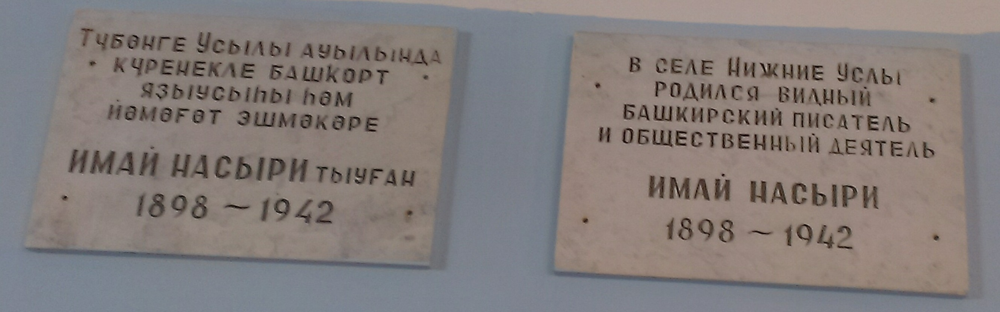 Түбәнге Усылы ауылында
күренекле башҡорт
яҙыусыһы һәм
йәмәғәт эшмәкәре
ИМАЙ НАСЫРИ тыуған
1898 ~ 1942
В селе Нижние Услы
родился видный
башкирский писатель
и общественный деятель
ИМАЙ НАСЫРИ
1898 ~ 1942